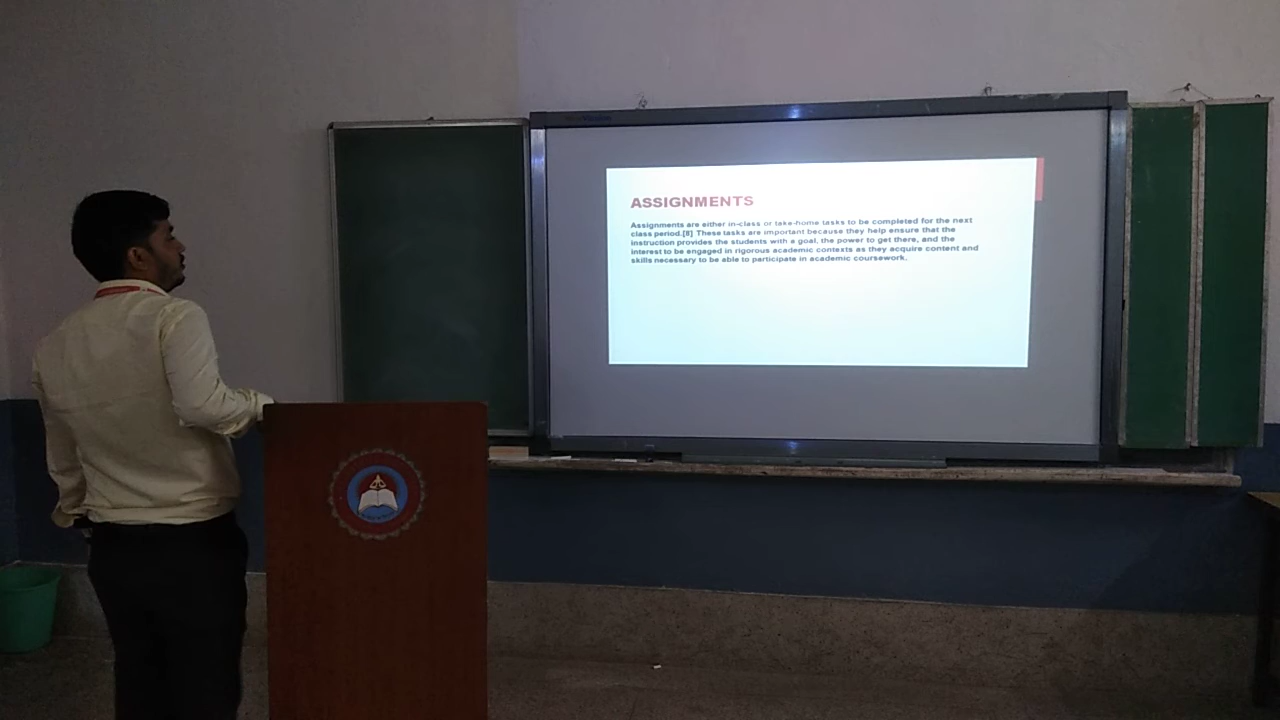 ASSIGNMENTS
Assignments are either in-class or take-home tasks to be completed for the next
class period.[8] These tasks are important because they help ensure that the
instruction provides the students with a goal, the power to get there, and the
interest to be engaged in rigorous academic contexts as they acquire content and
skills necessary to be able to participate in academic coursework.